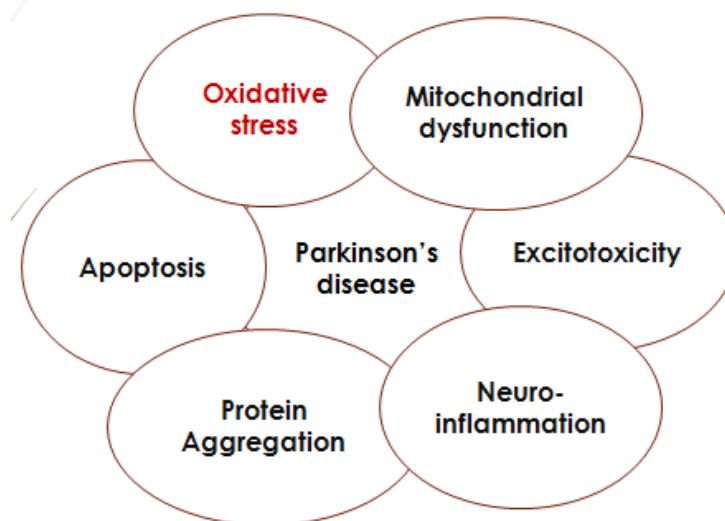 Oxidative
stress
Mitochondrial
dysfunction
Apoptosis
Parkinson's
disease
Excitotoxicity
Protein
Aggregation
Neuro-
inflammation